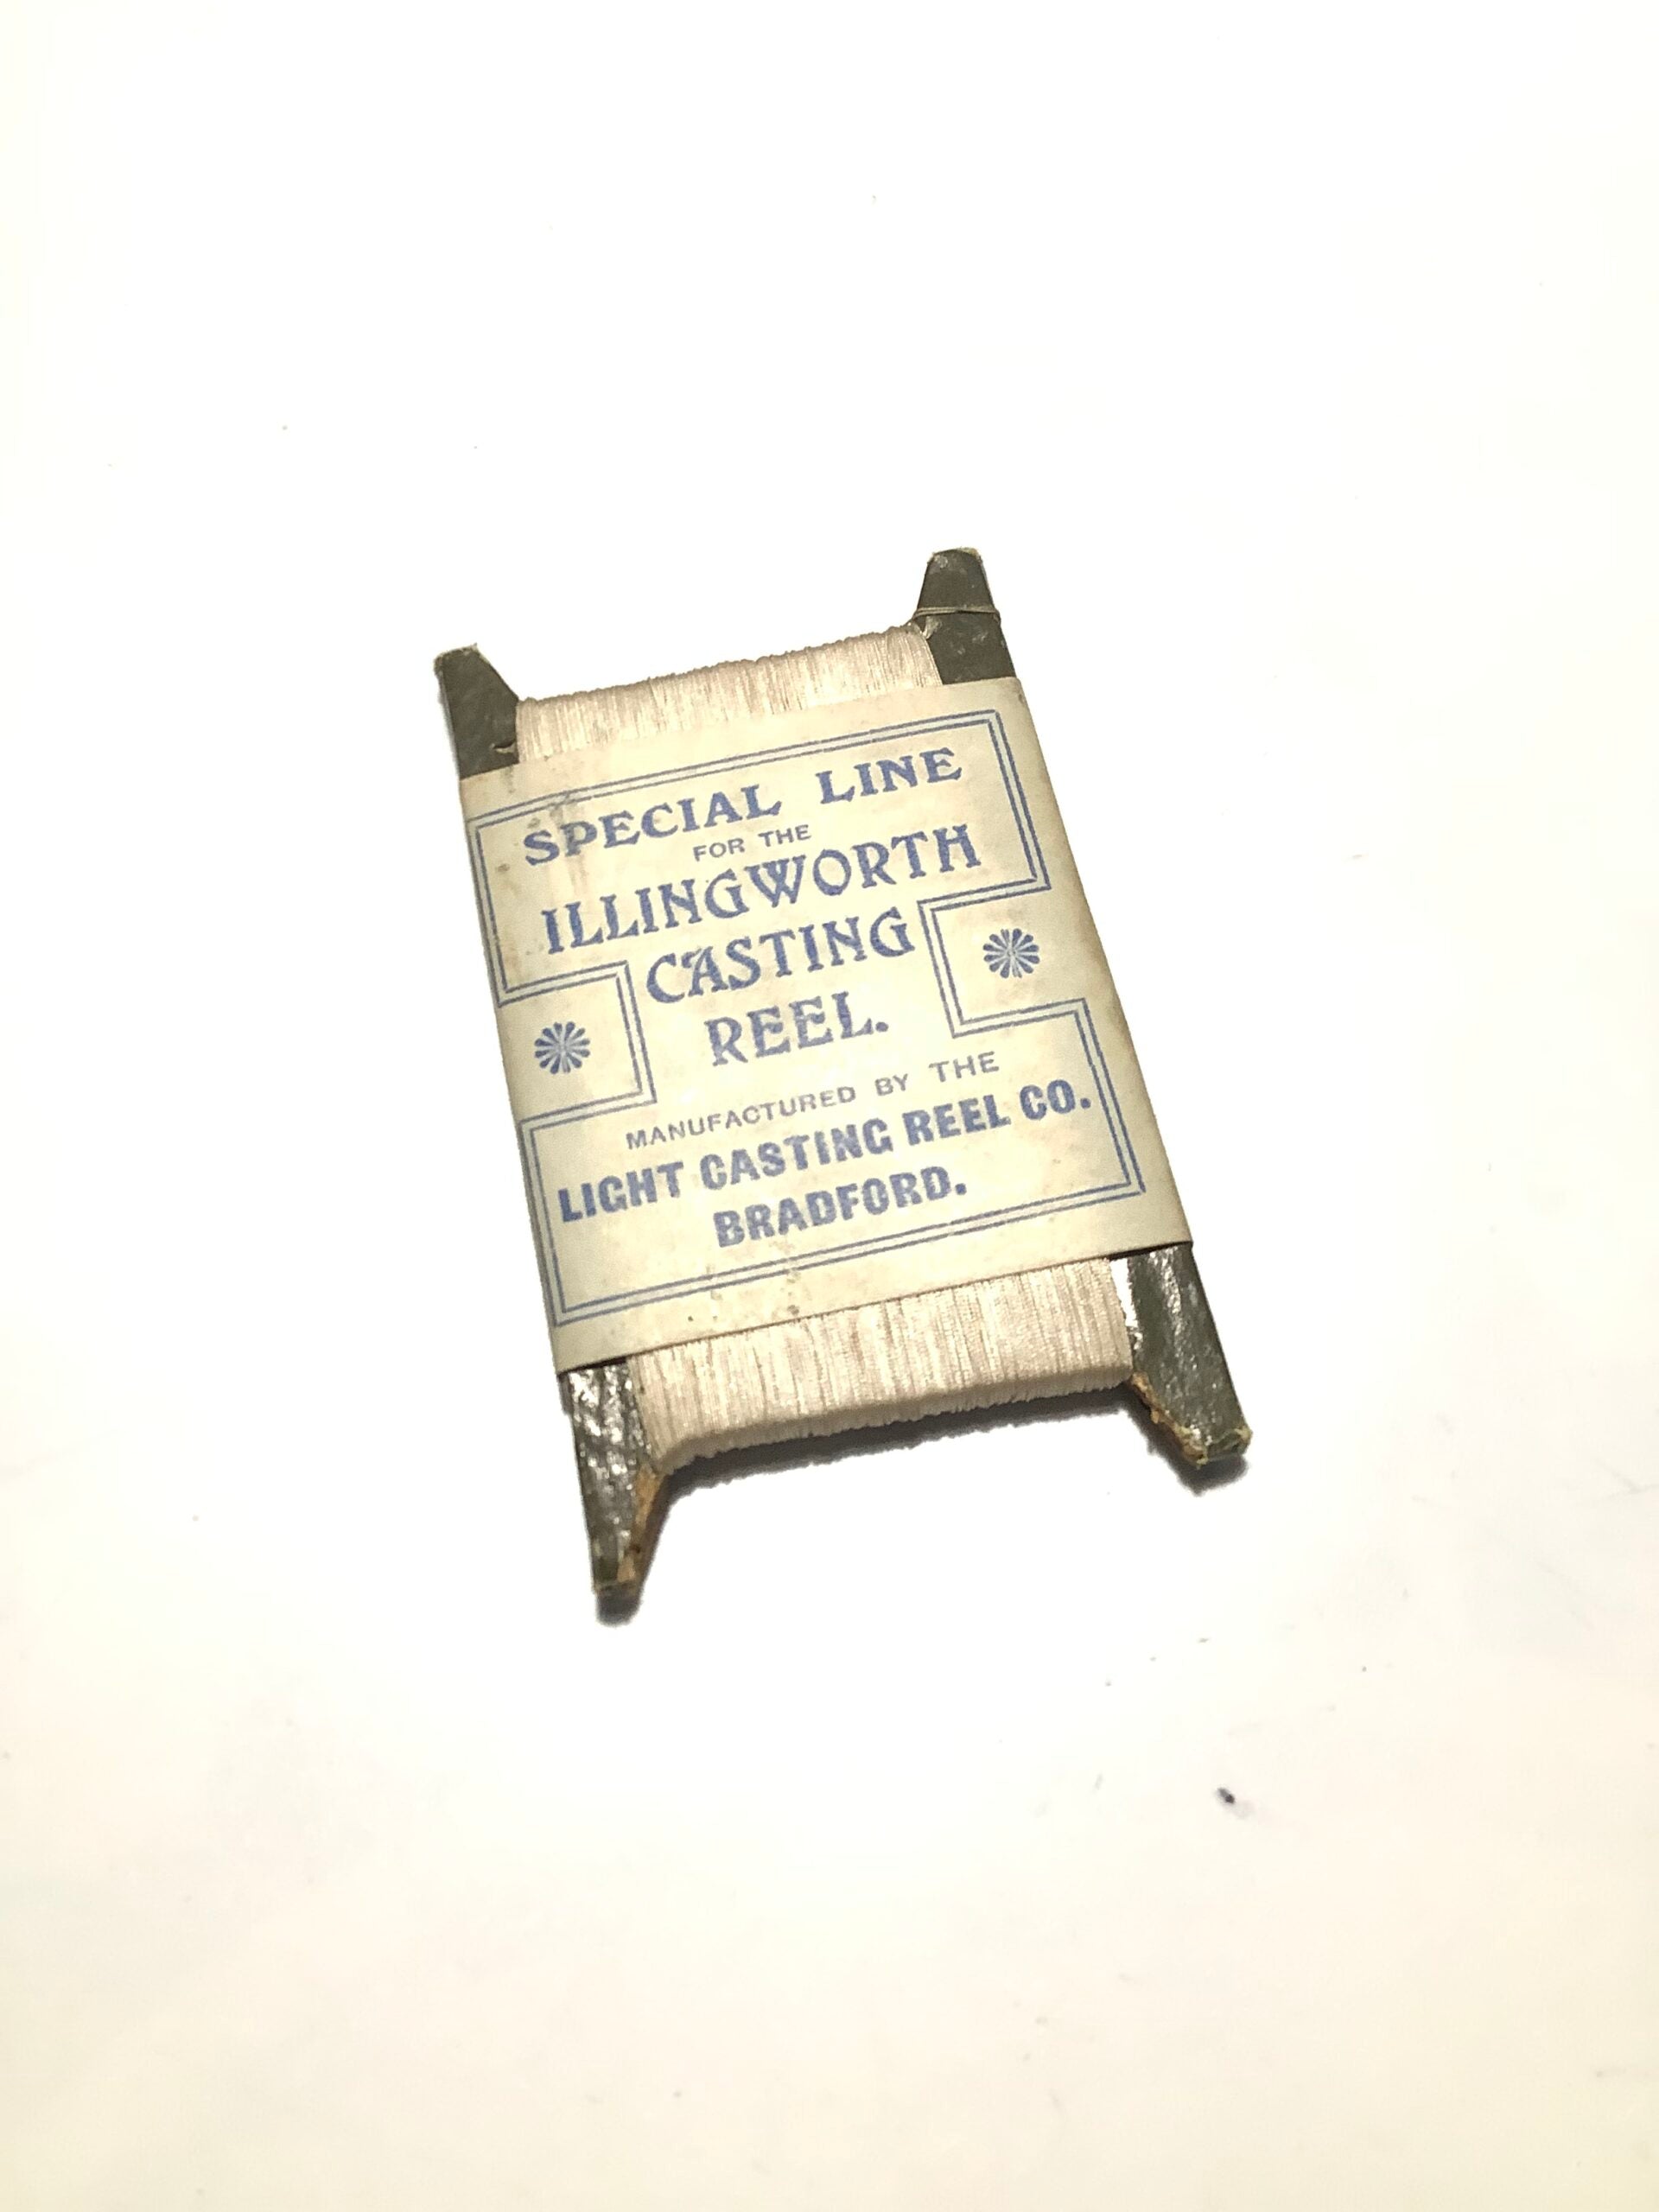 SPECIAL LINE
FOR THE
ILLINGWORTH
CASTING
REEL.
MANUFACTURED BY THE
LIGHT CASTING REEL CO.
BRADFORD.